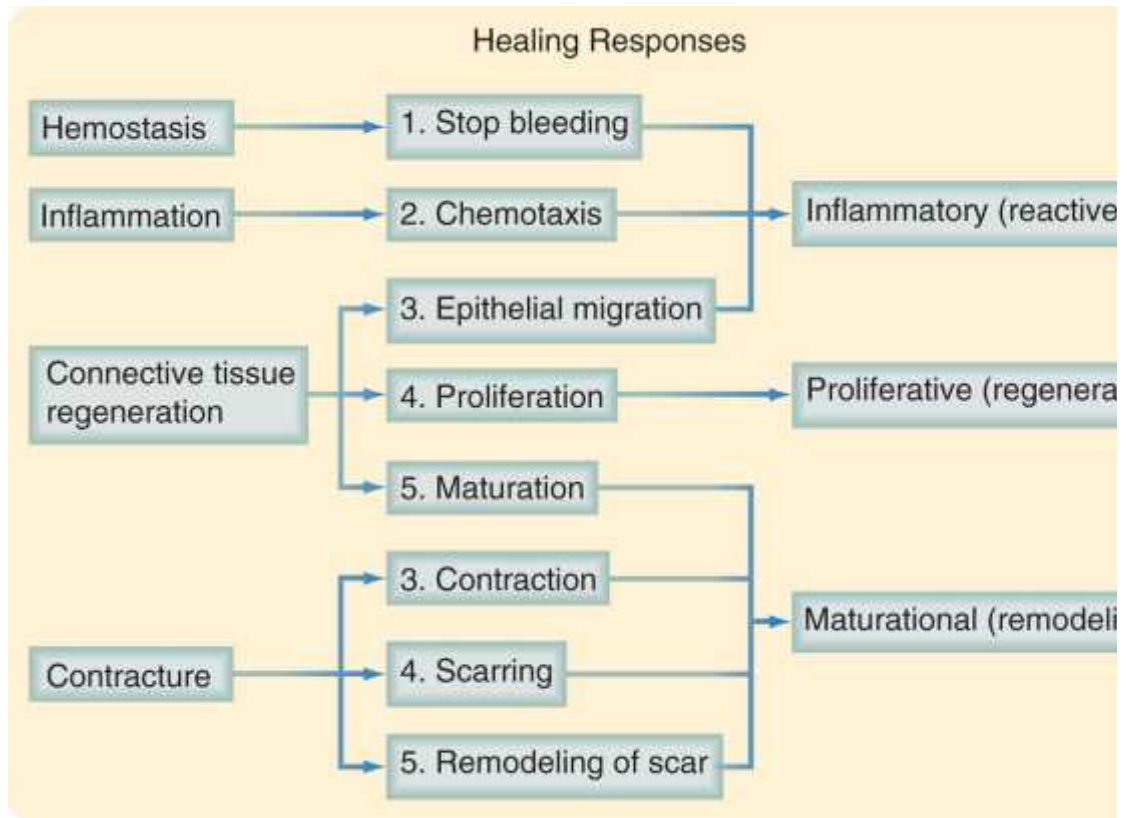 Healing Responses
Hemostasis
1. Stop bleeding
Inflammation
2. Chemotaxis
Inflammatory (reactive
3. Epithelial migration
Connective tissue
regeneration
4. Proliferation
Proliferative (regenera
5. Maturation
3. Contraction
Maturational (remodeli
Contracture
4. Scarring
5. Remodeling of scar